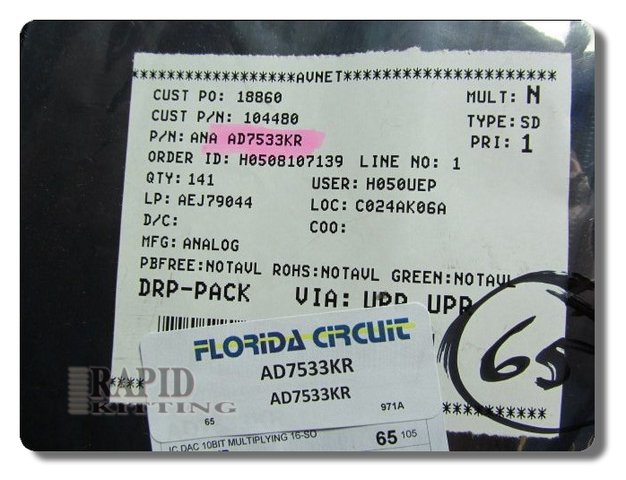 *********************AVNET***************************
CUST PO: 18860 MULT: N
CUST P/N: 104480 TYPE: SD
P/N: ANA AD7533KR PRI: 1
ORDER ID: H0508107139 LINE NO: 1
QTY: 141 USER: H050UEP
LP: AEJ79044 LOC: C024AK06A
D/C: COO:
MFG: ANALOG
PBFREE:NOTAVL ROHS:NOTAVL GREEN:NOTAVL
DRP-PACK VIA: UPP UPP
65
FLORIDA CIRCUIT
AD7533KR
AD7533KR
RAPID
KITTING
65 971A
IC DAC 10BIT MULTIPLYING 16-SO
65 105